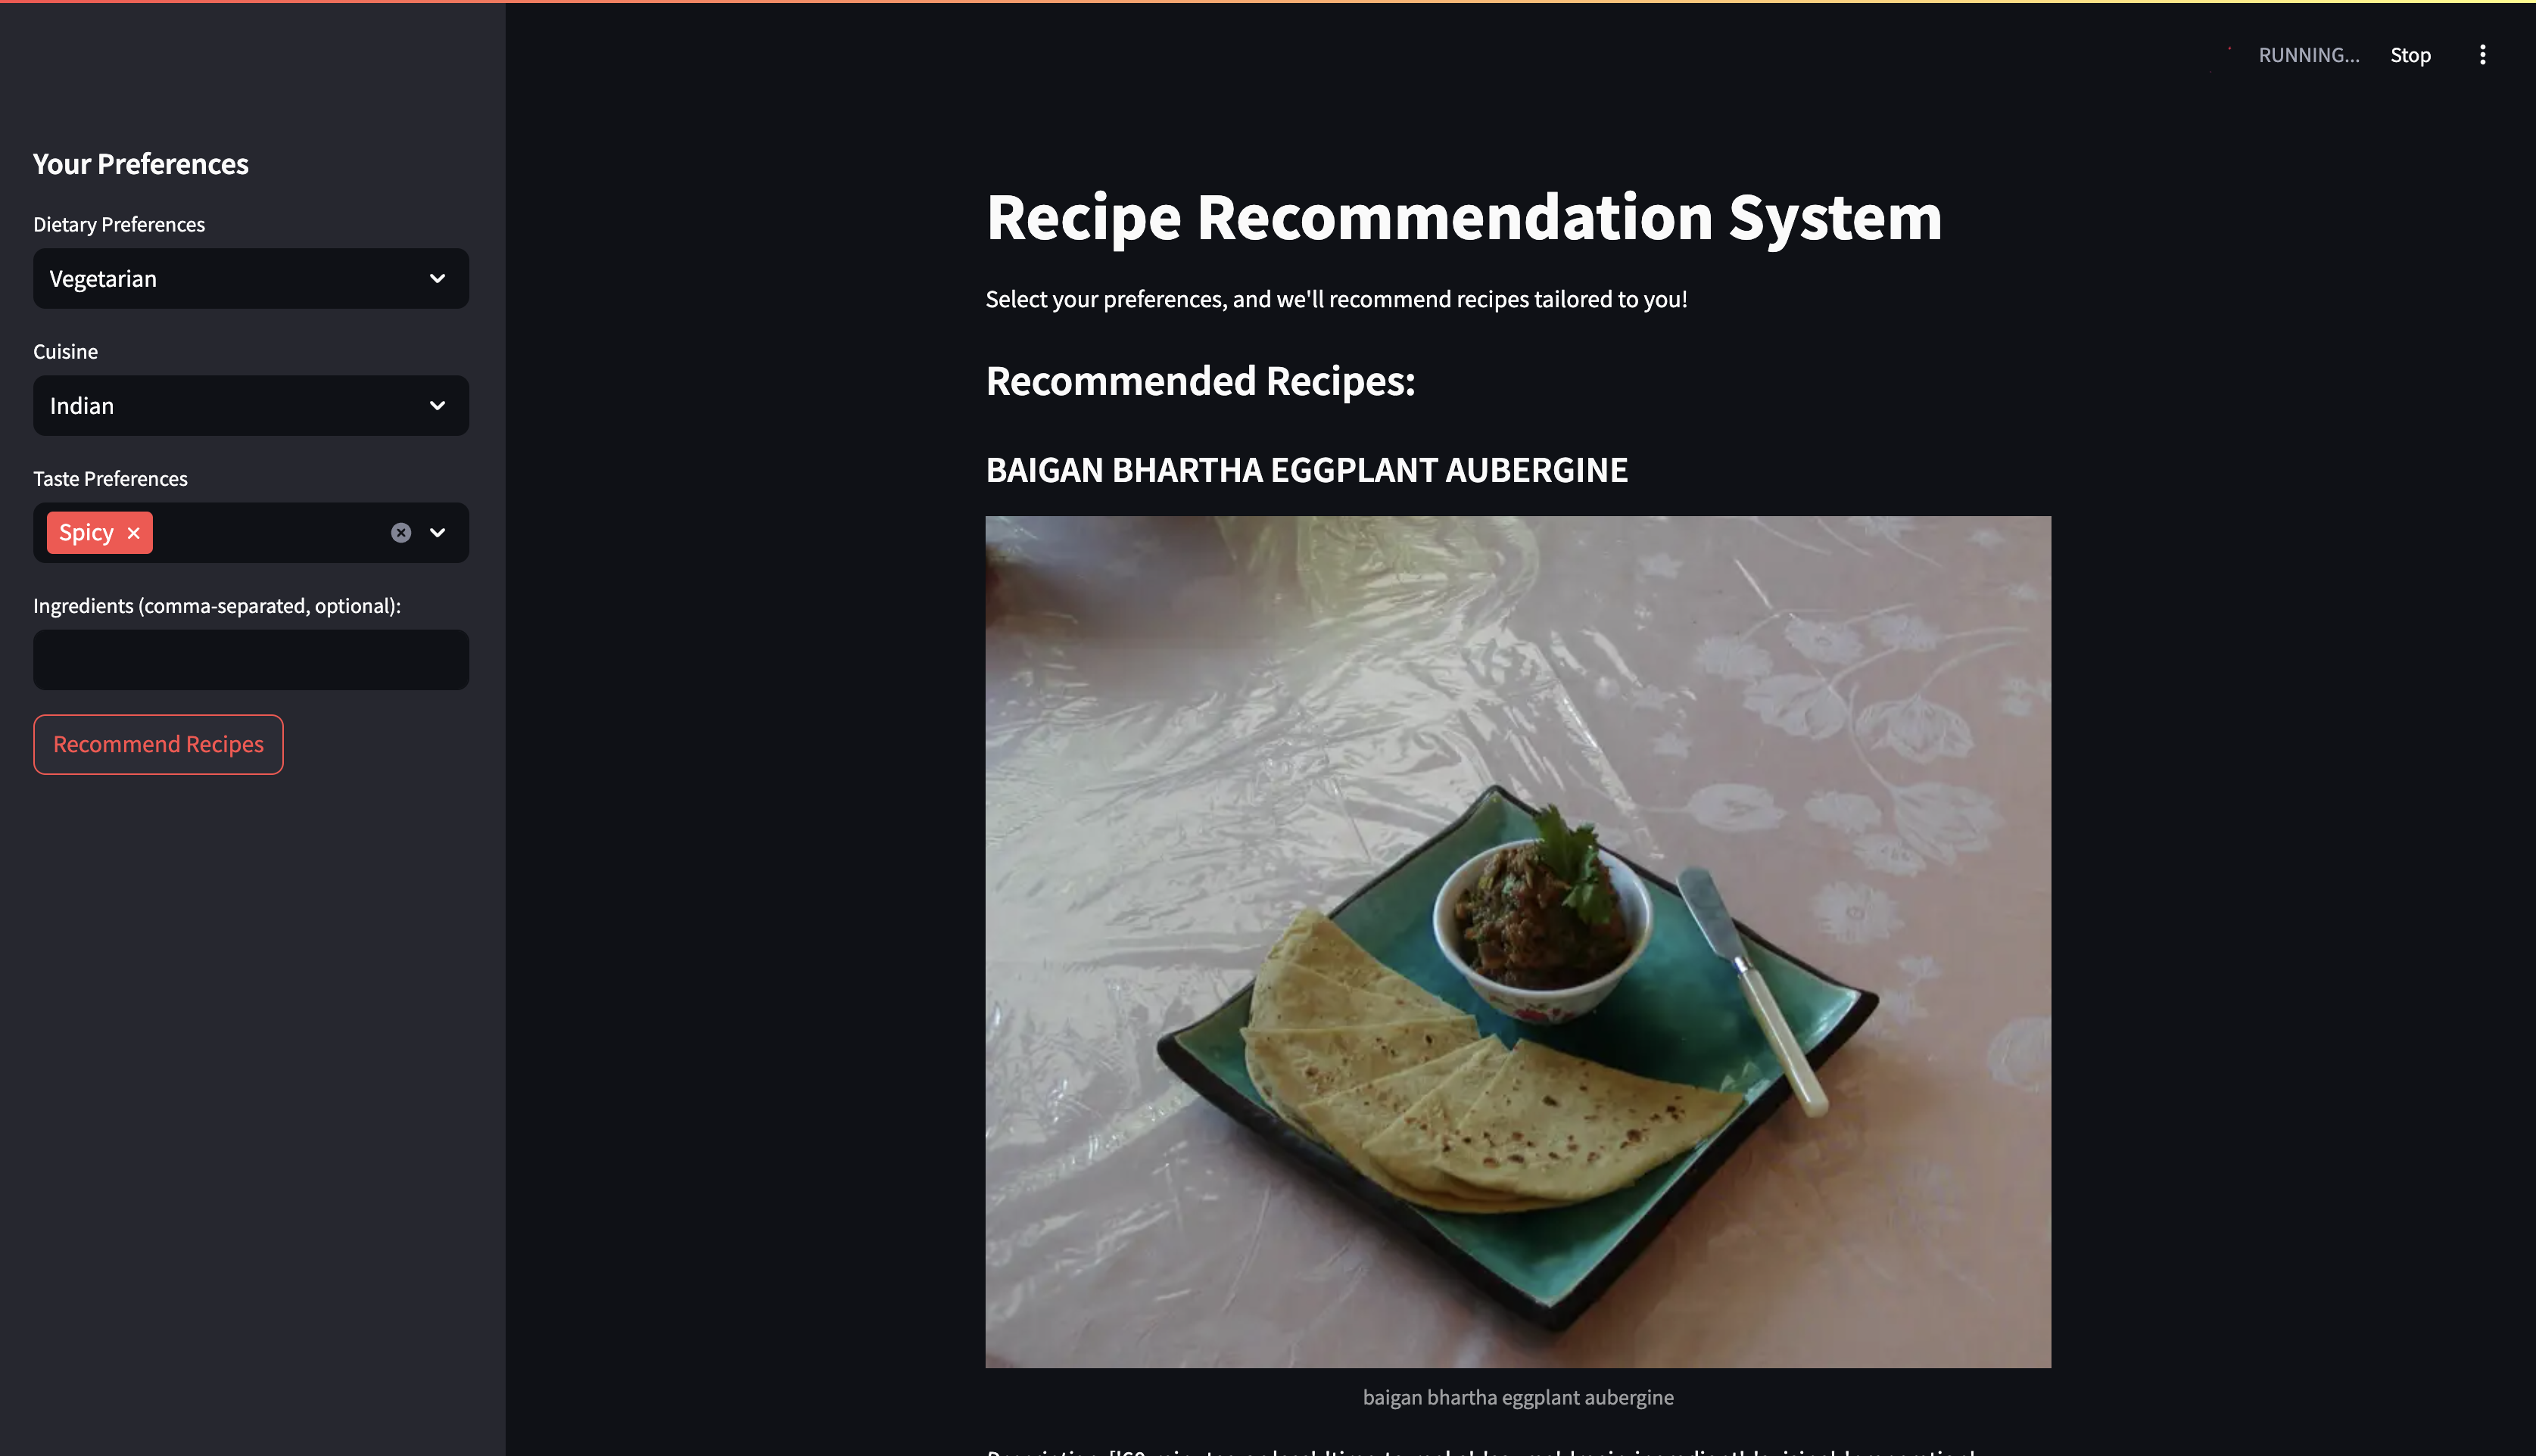 RUNNING...
Stop
Your Preferences
Dietary Preferences
Vegetarian
Cuisine
Indian
Taste Preferences
Spicy
Ingredients (comma-separated, optional):
Recommend Recipes
Recipe Recommendation System
Select your preferences, and we'll recommend recipes tailored to you!
Recommended Recipes:
BAIGAN BHARTHA EGGPLANT AUBERGINE
baigan bhartha eggplant aubergine